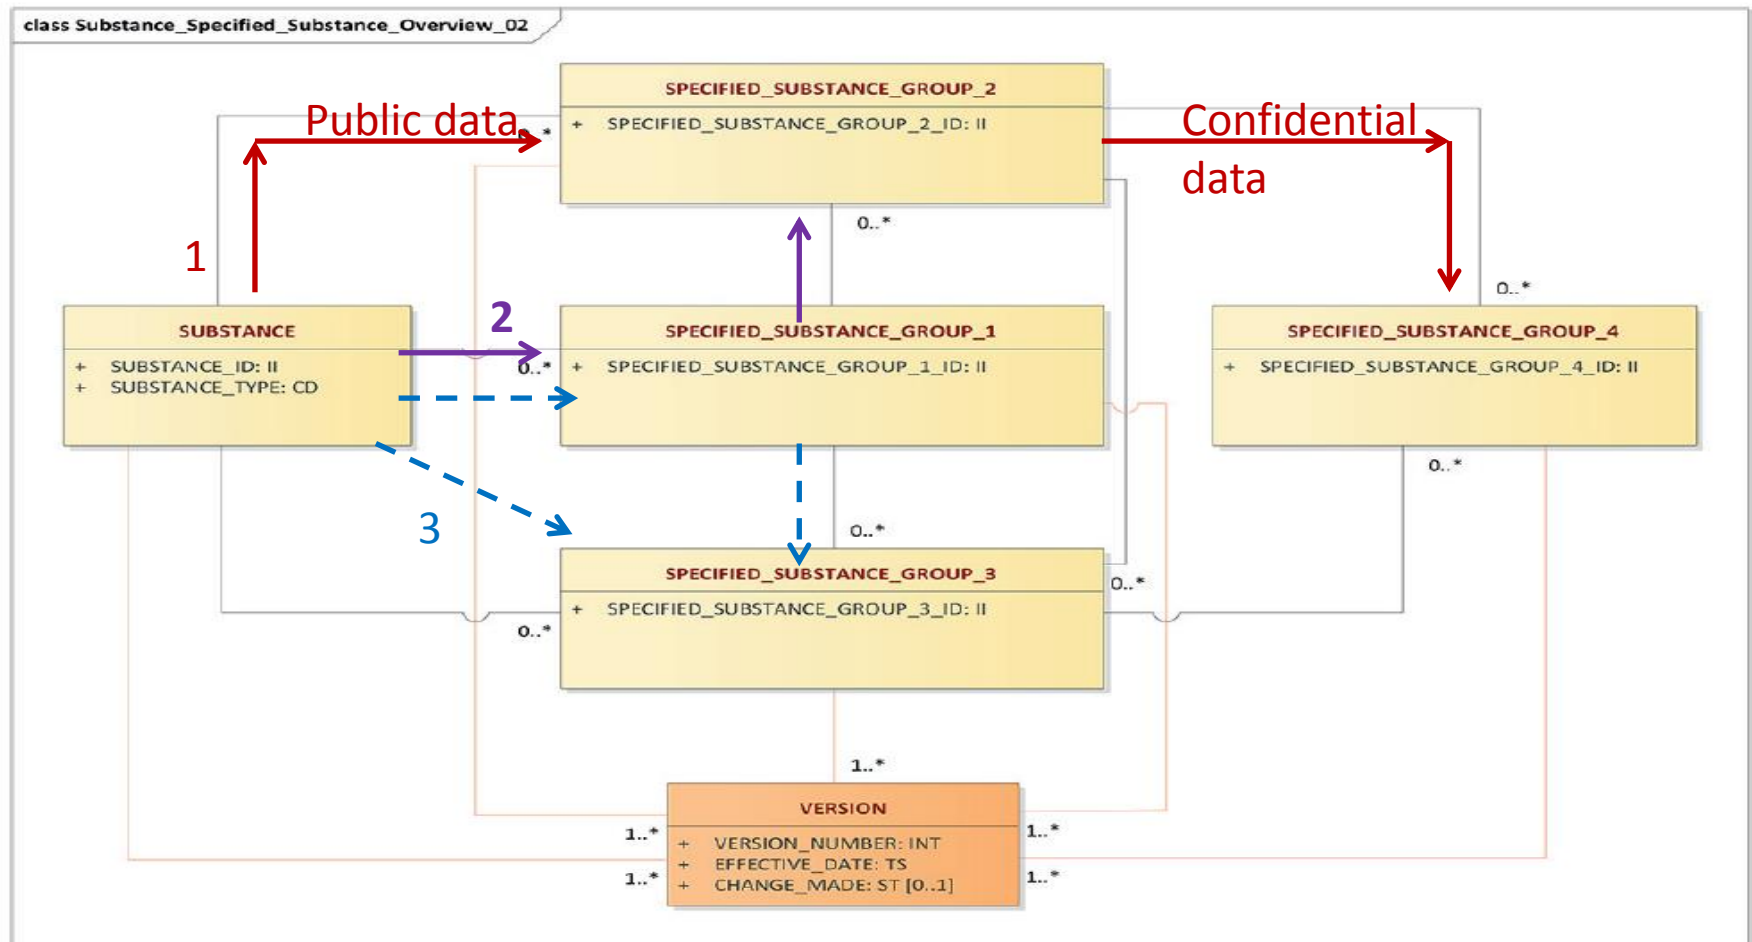 class Substance_Specified_Substance_Overview_02
SPECIFIED_SUBSTANCE_GROUP_2
+ SPECIFIED_SUBSTANCE_GROUP_2_ID: II
Public data
0..*
Confidential
data
0..*
1
0..*
SUBSTANCE
+ SUBSTANCE_ID: II
+ SUBSTANCE_TYPE: CD
2
0..*
SPECIFIED_SUBSTANCE_GROUP_1
+ SPECIFIED_SUBSTANCE_GROUP_1_ID: II
SPECIFIED_SUBSTANCE_GROUP_4
+ SPECIFIED_SUBSTANCE_GROUP_4_ID: II
0..*
3
0..*
SPECIFIED_SUBSTANCE_GROUP_3
+ SPECIFIED_SUBSTANCE_GROUP_3_ID: II
0..*
0..*
1..*
VERSION
+ VERSION_NUMBER: INT
+ EFFECTIVE_DATE: TS
+ CHANGE_MADE: ST [0..1]
1..*
1..*
1..*
1..*